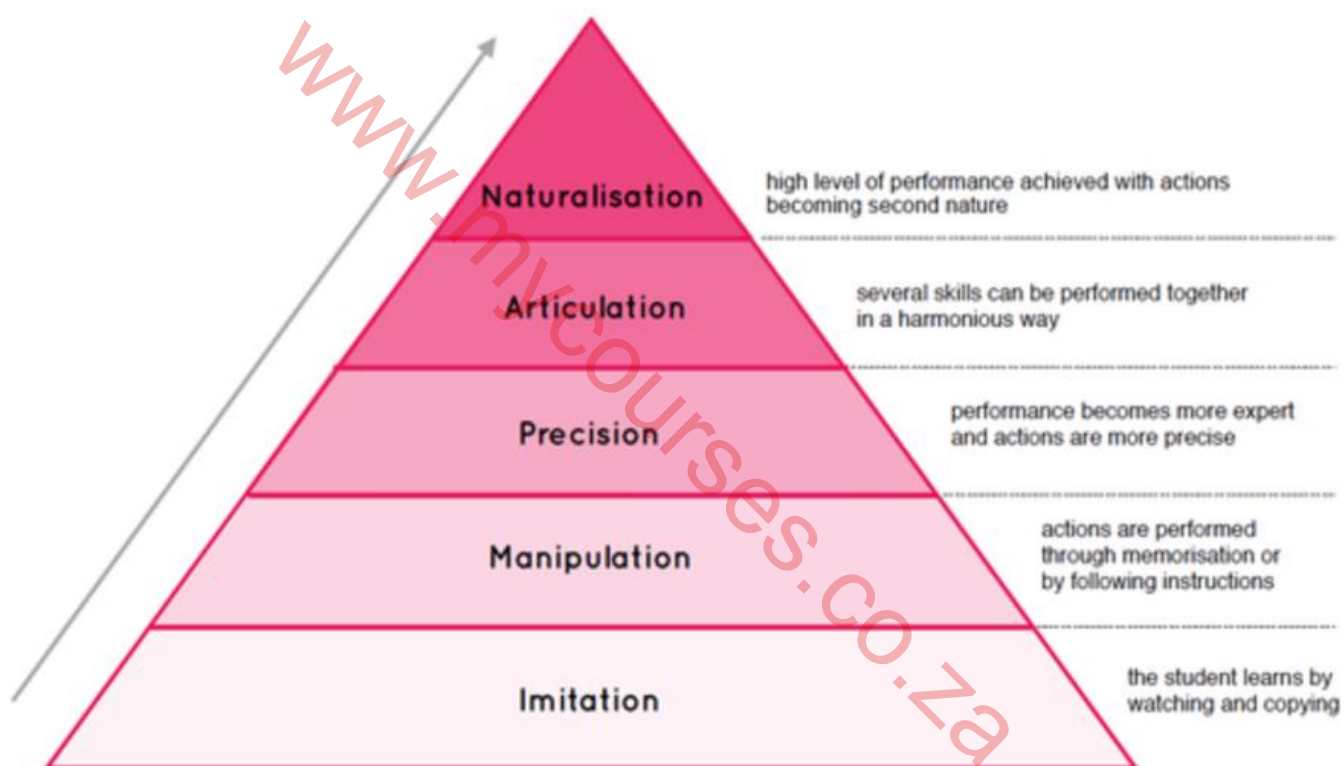 Naturalisation
high level of performance achieved with actions
becoming second nature
Articulation
several skills can be performed together
in a harmonious way
Precision
performance becomes more expert
and actions are more precise
Manipulation
actions are performed
through memorisation or
by following instructions
Imitation
the student learns by
watching and copying
www.mycourses.co.za